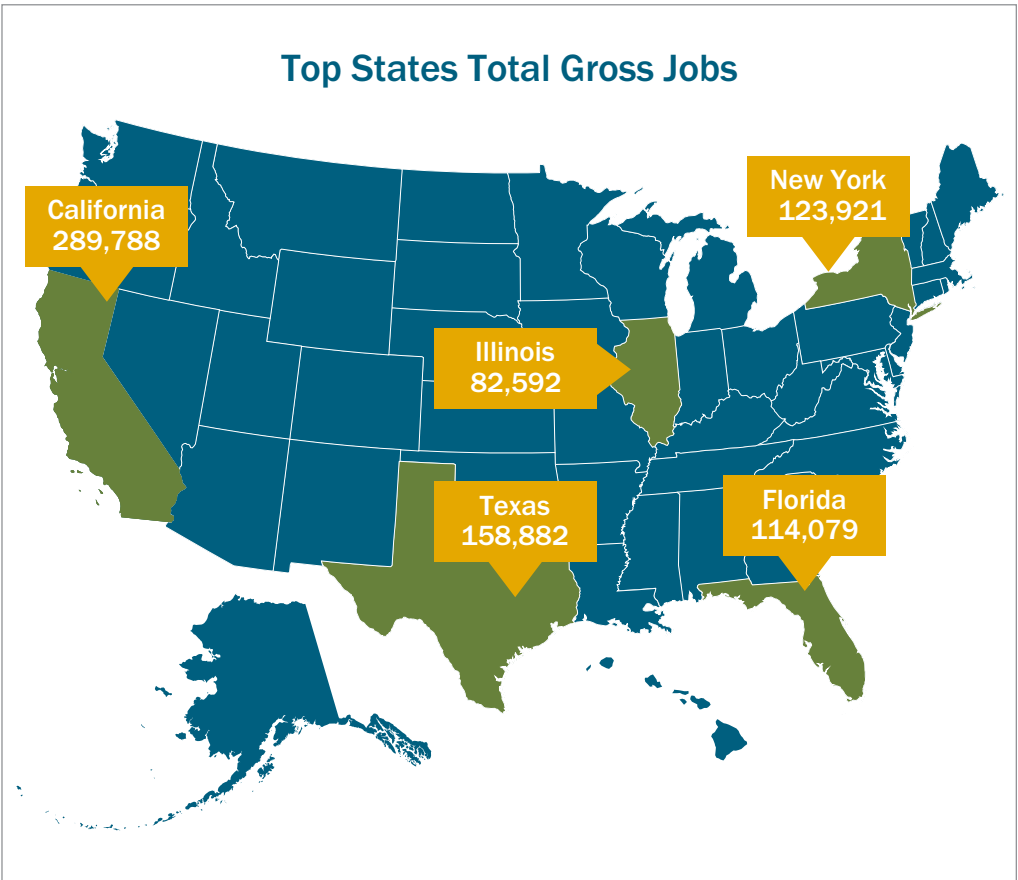 Top States Total Gross Jobs
New York
123,921
California
289,788
Illinois
82,592
Texas
158,882
Florida
114,079